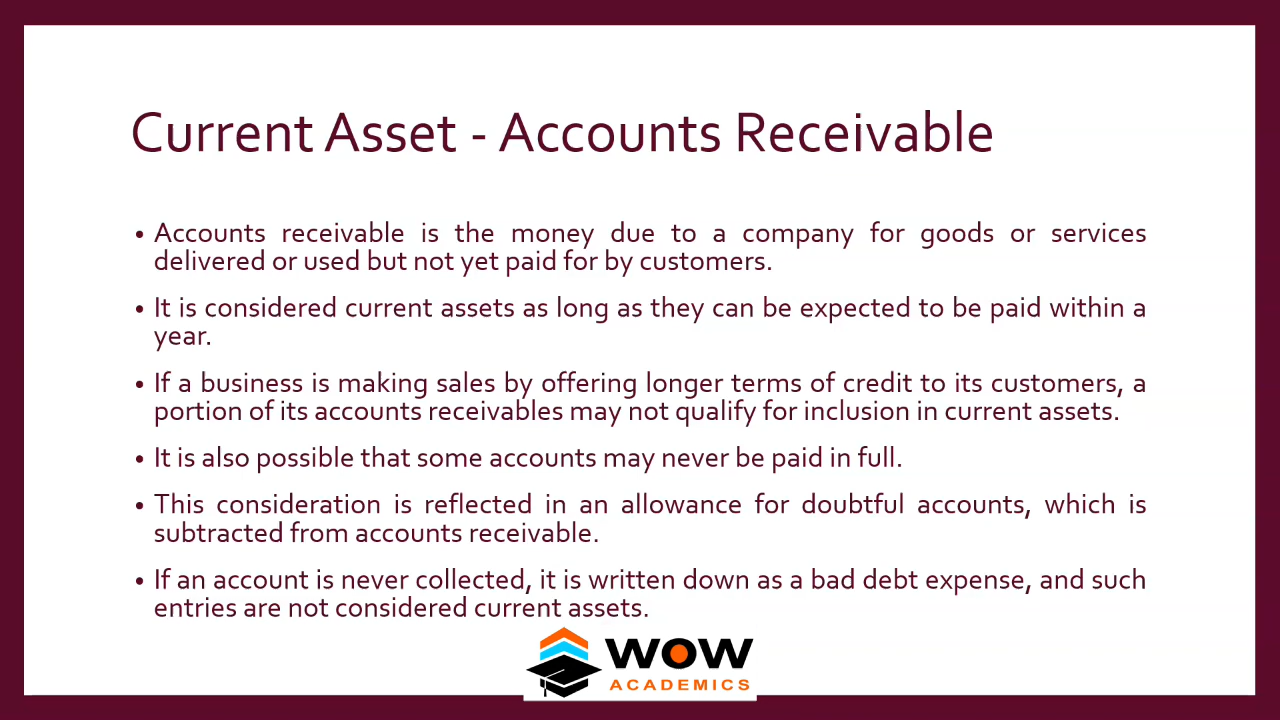 Current Asset - Accounts Receivable
• Accounts receivable is the money due to a company for goods or services
delivered or used but not yet paid for by customers.
• It is considered current assets as long as they can be expected to be paid within a
year.
• If a business is making sales by offering longer terms of credit to its customers, a
portion of its accounts receivables may not qualify for inclusion in current assets.
• It is also possible that some accounts may never be paid in full.
• This consideration is reflected in an allowance for doubtful accounts, which is
subtracted from accounts receivable.
• If an account is never collected, it is written down as a bad debt expense, and such
entries are not considered current assets.
WOW
ACADEMICS